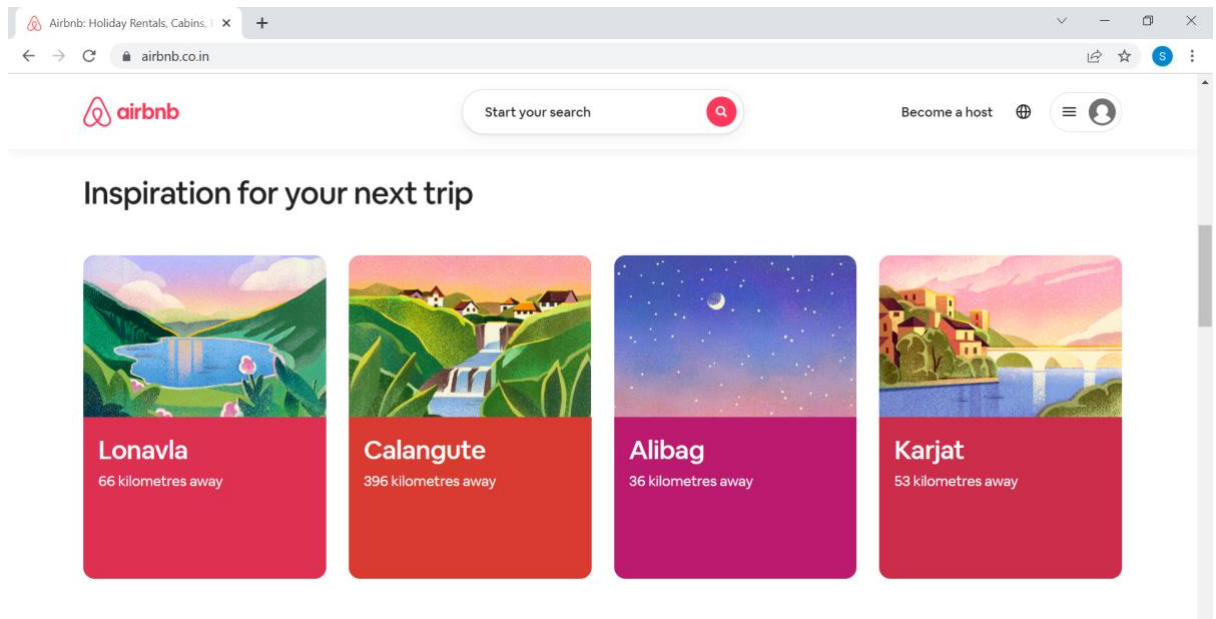 Airbnb: Holiday Rentals, Cabins,
airbnb.co.in
S
airbnb
Start your search
Become a host
Inspiration for your next trip
Lonavla
66 kilometres away
Calangute
396 kilometres away
Alibag
36 kilometres away
Karjat
53 kilometres away